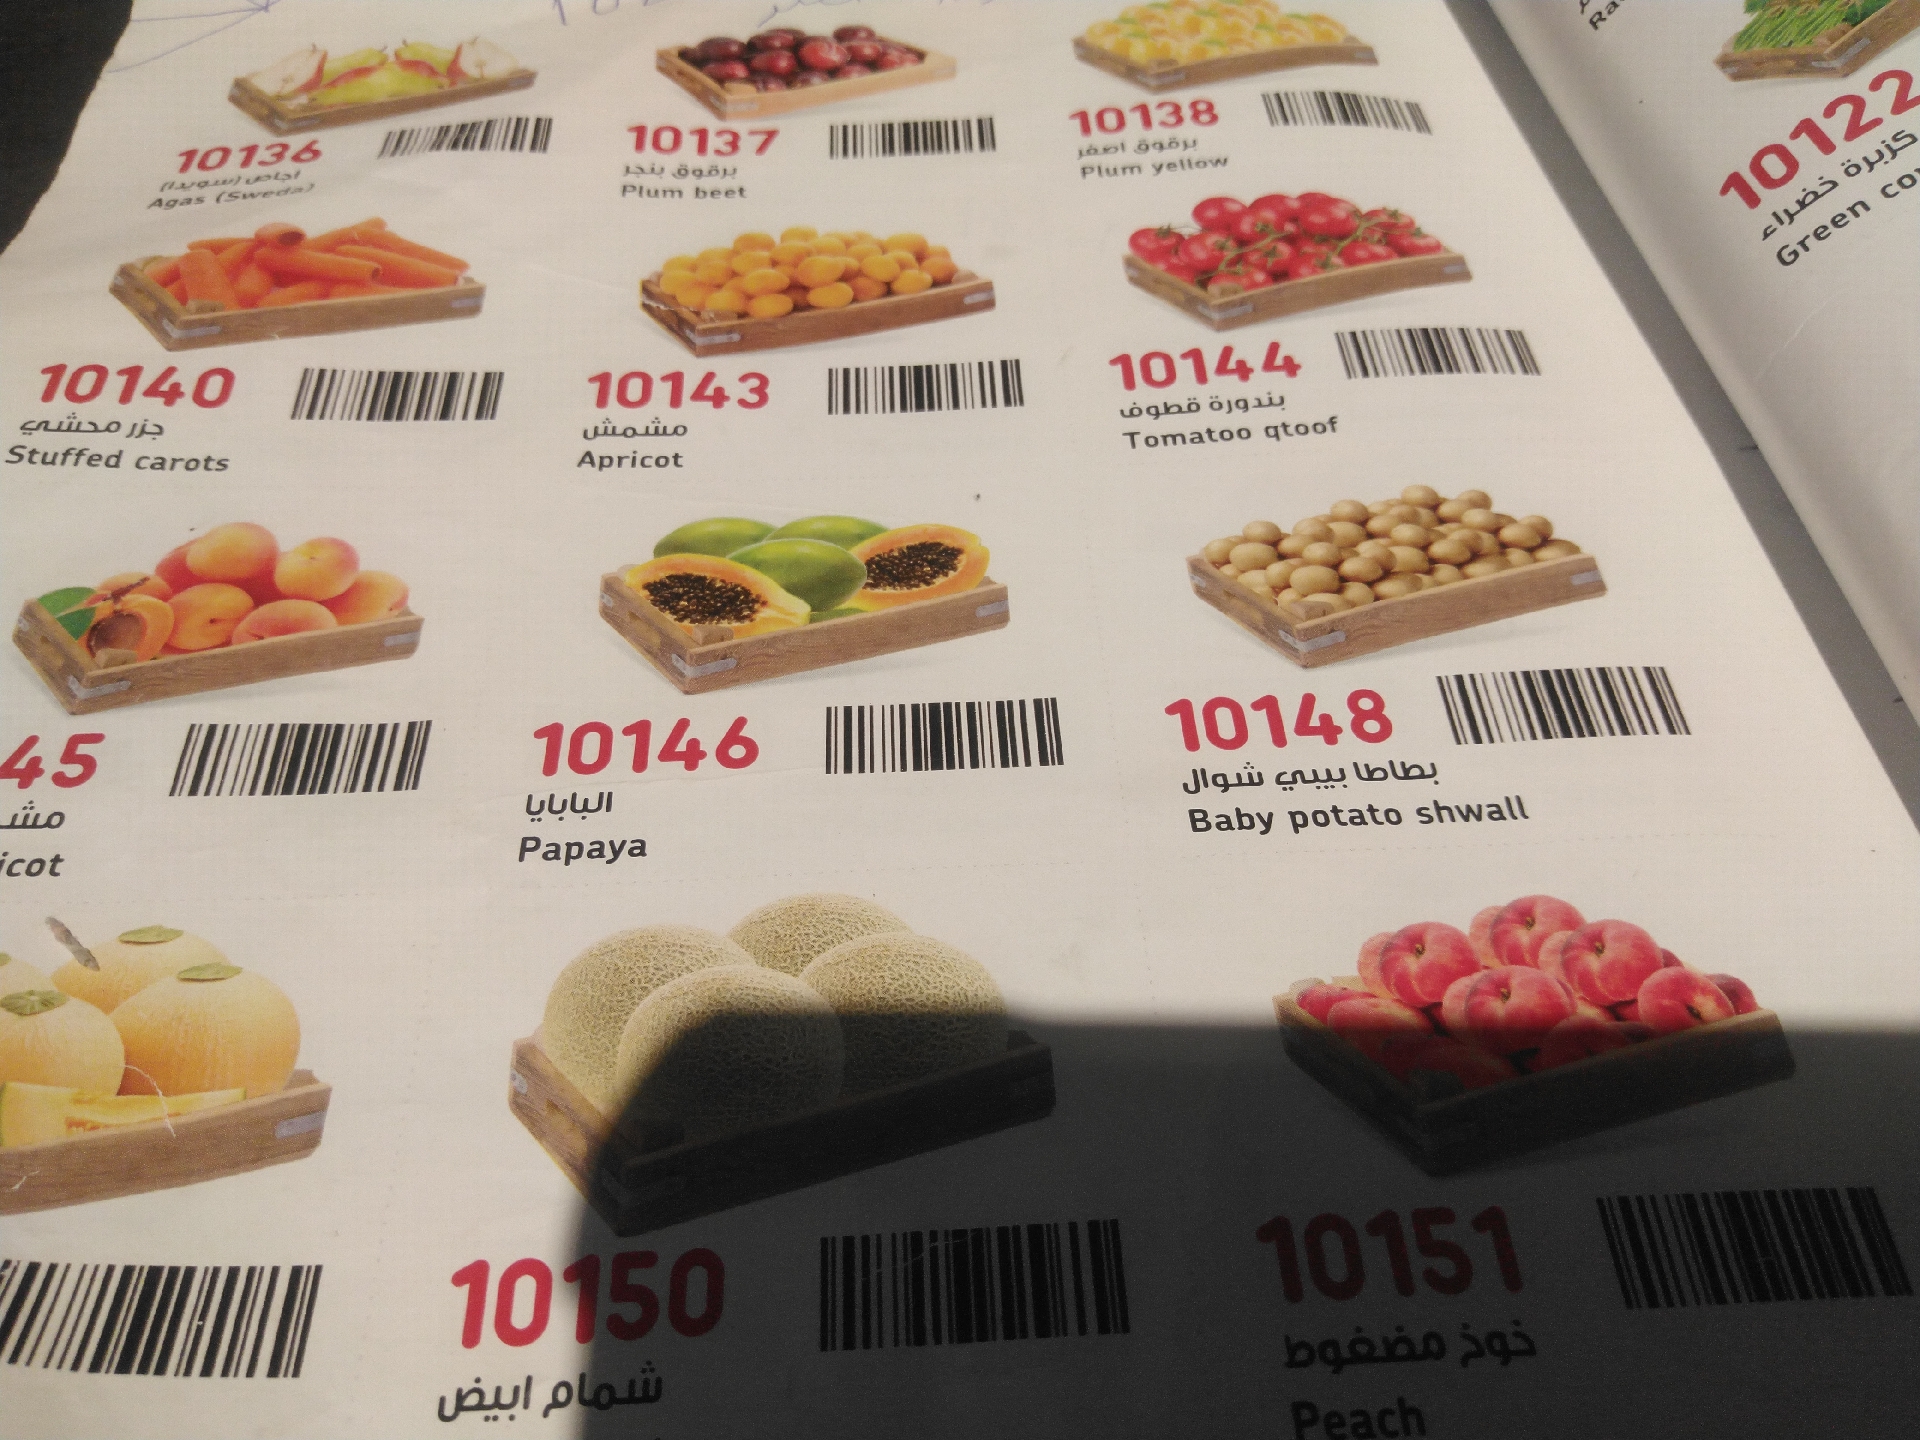 10136
اجاص (سويدا)
Agas (Sweda)
10137
برقوق بنجر
Plum beet
10138
برقوق اصفر
Plum yellow
10140
جزر محشي
Stuffed carots
10143
مشمش
Apricot
10144
بندورة قطوف
Tomatoo qtoof
45
مشـ
icot
10146
البابايا
Papaya
10148
بطاطا بيبي شوال
Baby potato shwall
10150
شمام ابيض
10151
خوخ مضغوط
Peach
10122
كزبرة خضراء
Green co